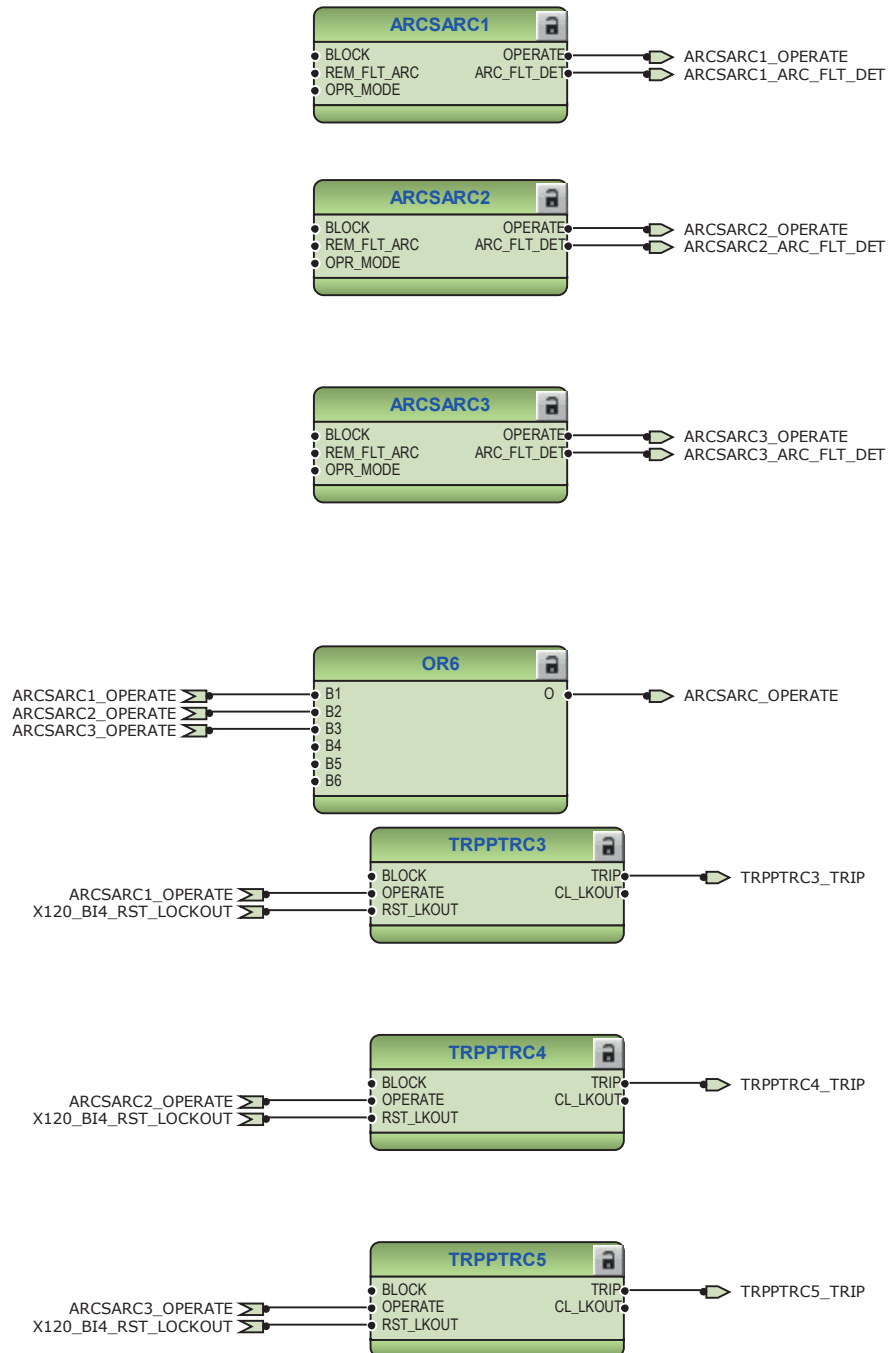 ARCSARC1
BLOCK OPERATE ARCSARC1_OPERATE
REM_FLT_ARC ARC_FLT_DET ARCSARC1_ARC_FLT_DET
OPR_MODE
ARCSARC2
BLOCK OPERATE ARCSARC2_OPERATE
REM_FLT_ARC ARC_FLT_DET ARCSARC2_ARC_FLT_DET
OPR_MODE
ARCSARC3
BLOCK OPERATE ARCSARC3_OPERATE
REM_FLT_ARC ARC_FLT_DET ARCSARC3_ARC_FLT_DET
OPR_MODE
OR6
ARCSARC1_OPERATE B1 O ARCSARC_OPERATE
ARCSARC2_OPERATE B2
ARCSARC3_OPERATE B3
B4
B5
B6
TRPPTRC3
BLOCK TRIP TRPPTRC3_TRIP
ARCSARC1_OPERATE OPERATE CL_LKOUT
X120_BI4_RST_LOCKOUT RST_LKOUT
TRPPTRC4
BLOCK TRIP TRPPTRC4_TRIP
ARCSARC2_OPERATE OPERATE CL_LKOUT
X120_BI4_RST_LOCKOUT RST_LKOUT
TRPPTRC5
BLOCK TRIP TRPPTRC5_TRIP
ARCSARC3_OPERATE OPERATE CL_LKOUT
X120_BI4_RST_LOCKOUT RST_LKOUT